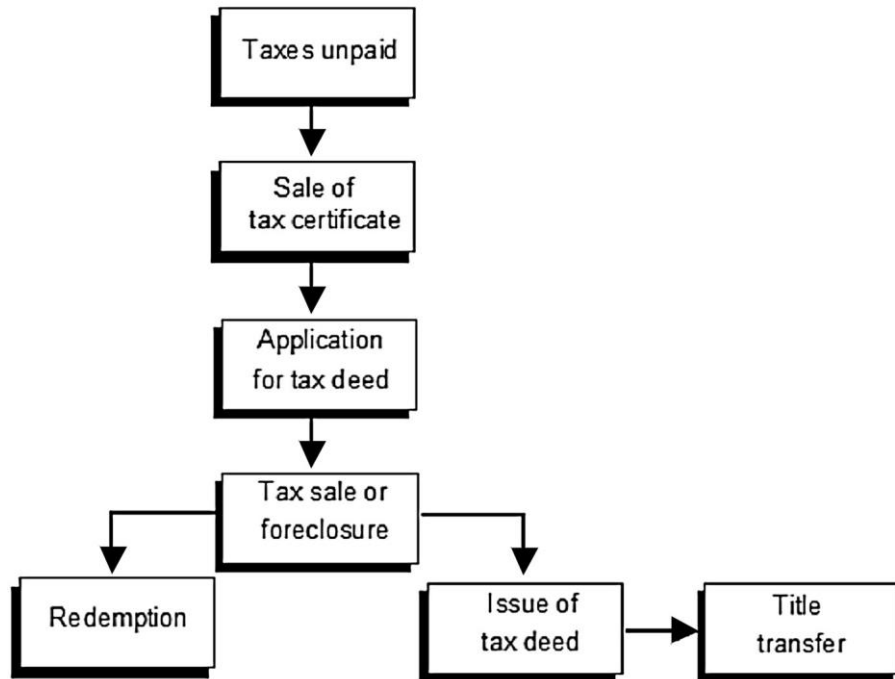 Taxes unpaid
Sale of
tax certificate
Application
for tax deed
Tax sale or
foreclosure
Redemption
Issue of
tax deed
Title
transfer